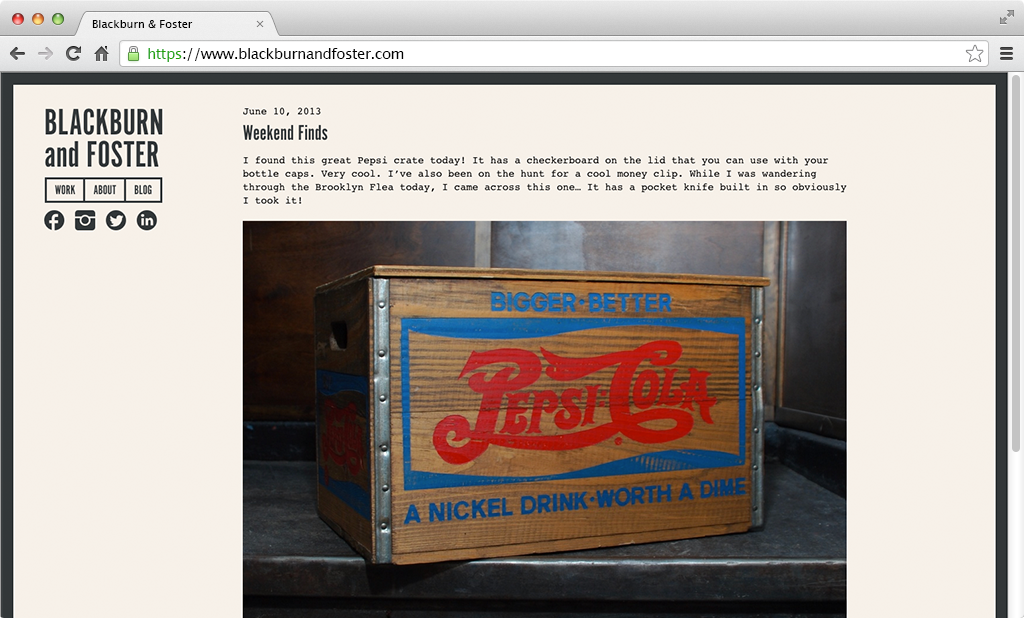 Blackburn & Foster
https://www.blackburnandfoster.com
BLACKBURN
and FOSTER
WORK ABOUT BLOG
June 10, 2013
Weekend Finds
I found this great Pepsi crate today! It has a checkerboard on the lid that you can use with your
bottle caps. Very cool. I've also been on the hunt for a cool money clip. While I was wandering
through the Brooklyn Flea today, I came across this one… It has a pocket knife built in so obviously
I took it!
BIGGER·BETTER
PEPSI·COLA
A NICKEL DRINK·WORTH A DIME